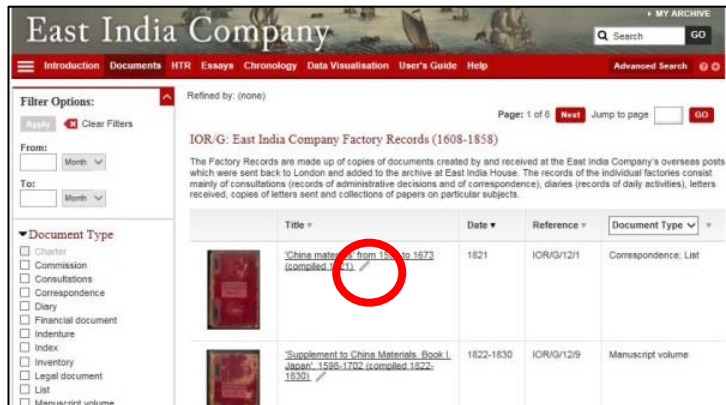 East India Company
MY ARCHIVE
Search GO
Introduction Documents HTR Essays Chronology Data Visualisation User's Guide Help Advanced Search
Filter Options:
Apply Clear Filters
From:
Month
To:
Month
Document Type
Charter
Commission
Consultations
Correspondence
Diary
Financial document
Indenture
Index
Inventory
Legal document
List
Manuscript volume
Refined by: (none)
Page: 1 of 6 Next Jump to page GO
IOR/G: East India Company Factory Records (1608-1858)
The Factory Records are made up of copies of documents created by and received at the East India Company's overseas posts
which were sent back to London and added to the archive at East India House. The records of the individual factories consist
mainly of consultations (records of administrative decisions and of correspondence), diaries (records of daily activities), letters
received, copies of letters sent and collections of papers on particular subjects.
Title Date Reference Document Type
'China materials' from to 1673 1821 IOR/G/12/1 Correspondence; List
(compiled
'Supplement to China Materials. Book I, 1822-1830 IOR/G/12/9 Manuscript volume
Japan', 1598-1702 (compiled 1822-
1830)